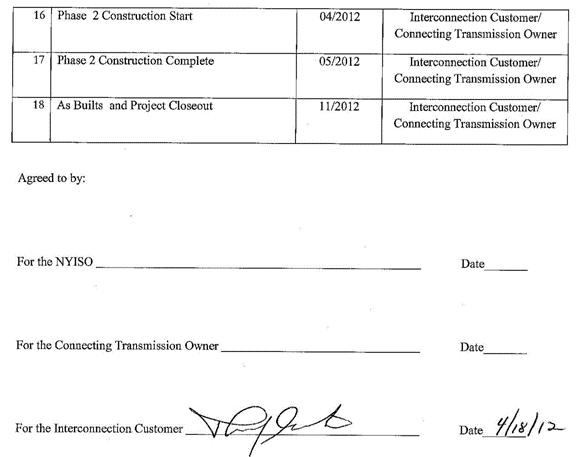 16 Phase 2 Construction Start 04/2012 Interconnection Customer/
Connecting Transmission Owner
17 Phase 2 Construction Complete 05/2012 Interconnection Customer/
Connecting Transmission Owner
18 As Builts and Project Closeout 11/2012 Interconnection Customer/
Connecting Transmission Owner
Agreed to by:
For the NYISO Date
For the Connecting Transmission Owner Date
For the Interconnection Customer Date 4/18/12